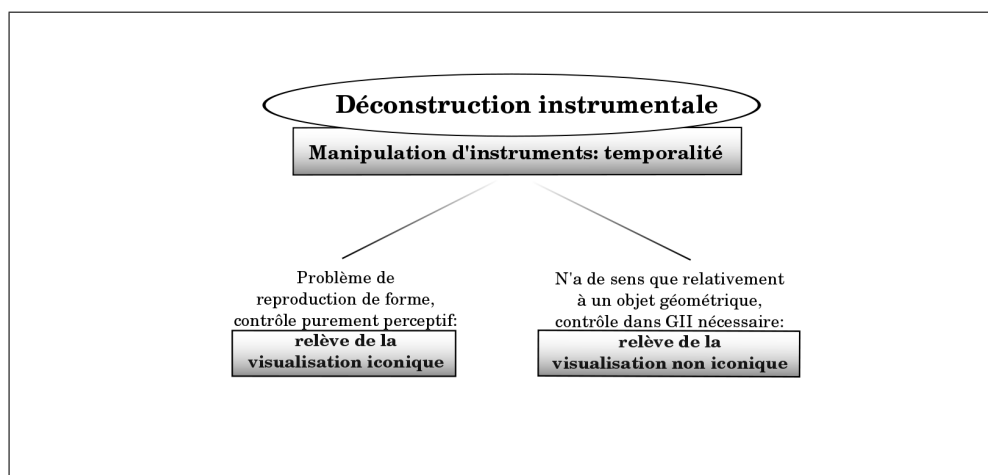 Déconstruction instrumentale
Manipulation d'instruments: temporalité
Problème de
reproduction de forme,
contrôle purement perceptif:
relève de la
visualisation iconique
N'a de sens que relativement
à un objet géométrique,
contrôle dans GII nécessaire:
relève de la
visualisation non iconique